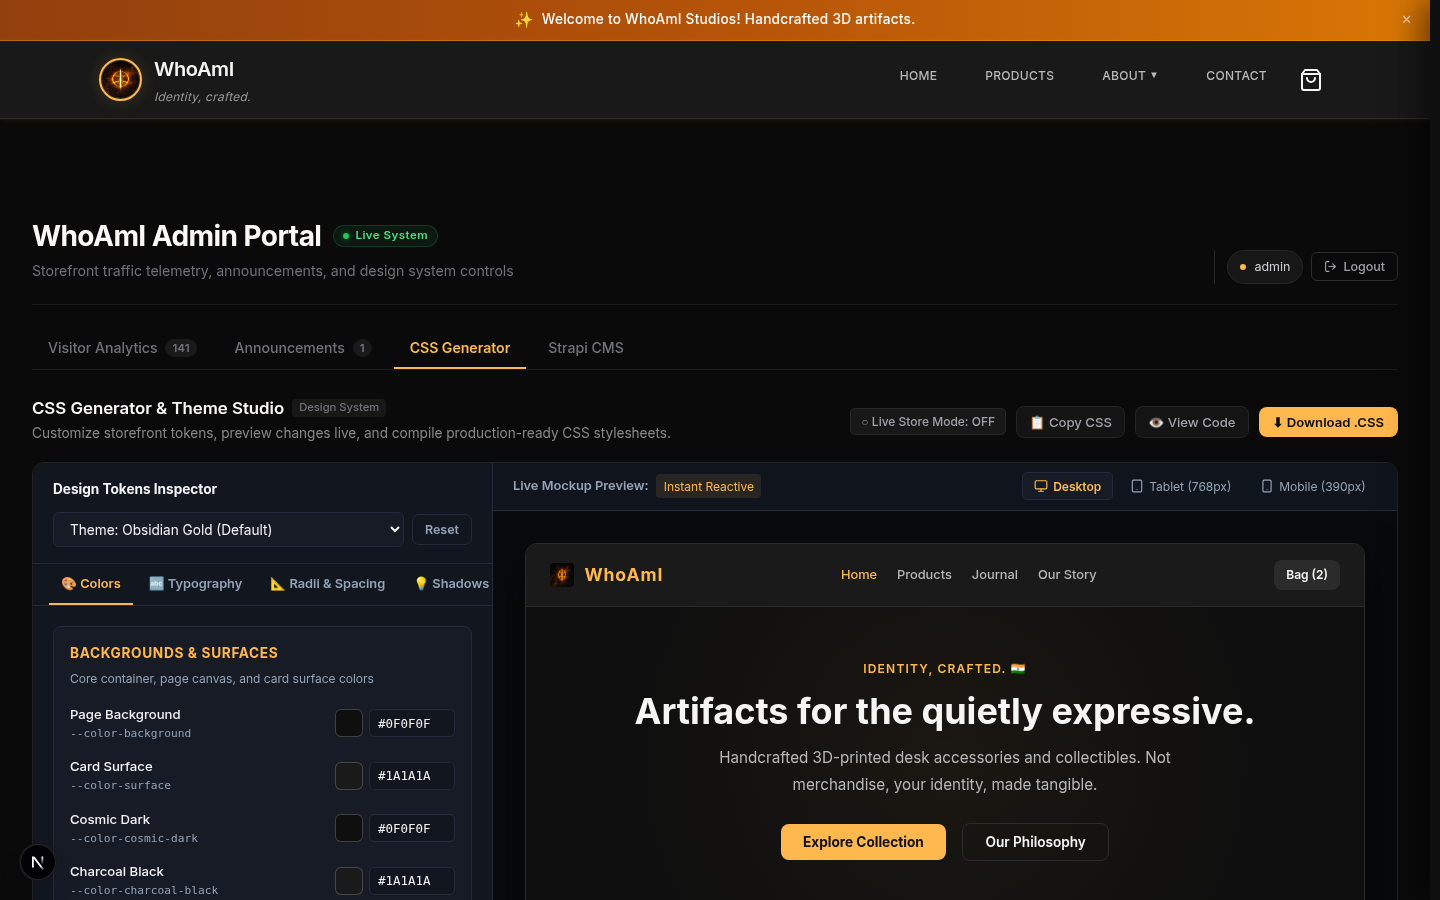 ✨ Welcome to WhoAmI Studios! Handcrafted 3D artifacts. ×
WhoAmI
Identity, crafted.
HOME PRODUCTS ABOUT ▼ CONTACT
WhoAmI Admin Portal Live System
Storefront traffic telemetry, announcements, and design system controls
admin Logout
Visitor Analytics 141 Announcements 1 CSS Generator Strapi CMS
CSS Generator & Theme Studio Design System
Customize storefront tokens, preview changes live, and compile production-ready CSS stylesheets.
○ Live Store Mode: OFF 📋 Copy CSS 👁️ View Code ⬇ Download .CSS
Design Tokens Inspector
Theme: Obsidian Gold (Default) Reset
🎨 Colors 🔤 Typography 📐 Radii & Spacing 💡 Shadows
BACKGROUNDS & SURFACES
Core container, page canvas, and card surface colors
Page Background
--color-background
#0F0F0F
Card Surface
--color-surface
#1A1A1A
Cosmic Dark
--color-cosmic-dark
#0F0F0F
Charcoal Black
--color-charcoal-black
#1A1A1A
N
Live Mockup Preview: Instant Reactive
Desktop Tablet (768px) Mobile (390px)
WhoAmI
Home Products Journal Our Story
Bag (2)
IDENTITY, CRAFTED. 🇮🇳
Artifacts for the quietly expressive.
Handcrafted 3D-printed desk accessories and collectibles. Not
merchandise, your identity, made tangible.
Explore Collection Our Philosophy